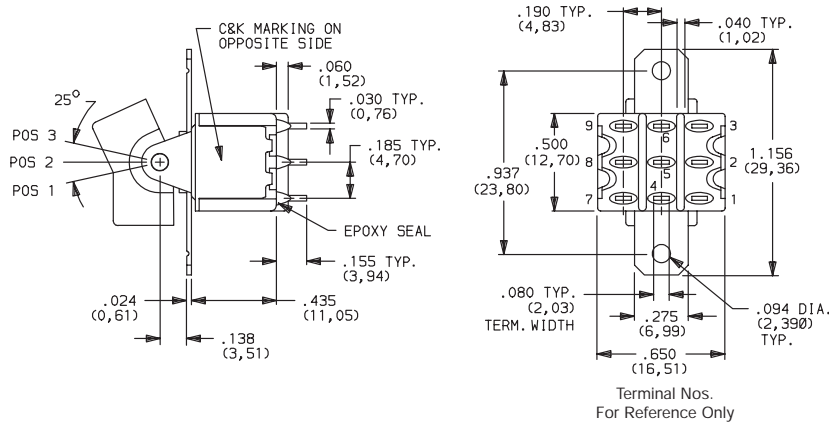 C&K MARKING ON
OPPOSITE SIDE
.060
(1,52)
.030 TYP.
(0,76)
25°
POS 3
POS 2
POS 1
.185 TYP.
(4,70)
EPOXY SEAL
.155 TYP.
(3,94)
.024
(0,61)
.435
(11,05)
.138
(3,51)
.190 TYP.
(4,83)
.040 TYP.
(1,02)
9
3
6
.500
(12,70)
8
2
5
1.156
(29,36)
.937
(23,80)
4
7
1
.080 TYP.
(2,03)
TERM. WIDTH
.275
(6,99)
.094 DIA.
(2,390)
TYP.
.650
(16,51)
Terminal Nos.
For Reference Only